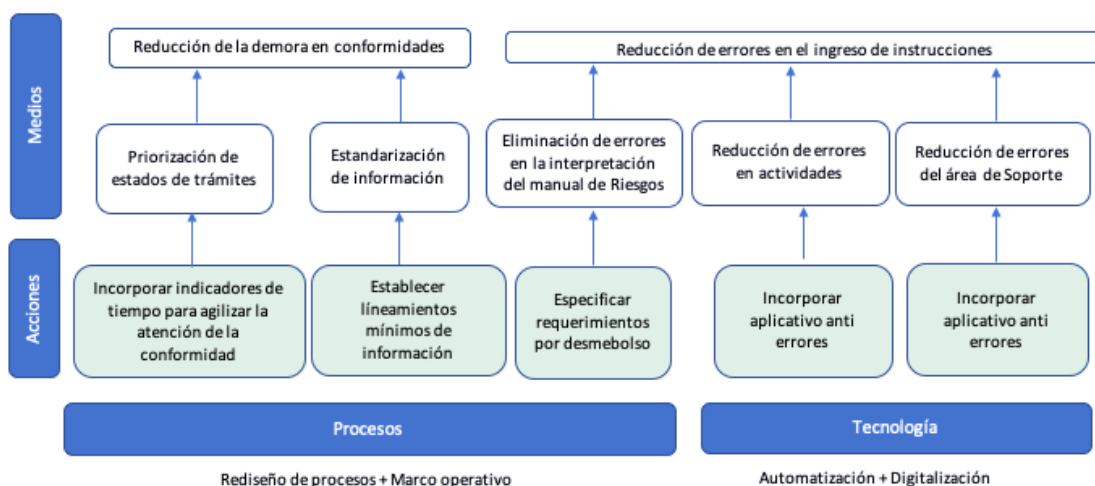 Medios
Reducción de la demora en conformidades
Reducción de errores en el ingreso de instrucciones
Priorización de
estados de trámites
Estandarización
de información
Eliminación de errores
en la interpretación
del manual de Riesgos
Reducción de errores
en actividades
Reducción de errores
del área de Soporte
Acciones
Incorporar indicadores de
tiempo para agilizar la
atención de la
conformidad
Establecer
líneamientos
mínimos de
información
Especificar
requerimientos
por desmebolso
Incorporar
aplicativo anti
errores
Incorporar
aplicativo anti
errores
Procesos
Tecnología
Rediseño de procesos + Marco operativo
Automatización + Digitalización